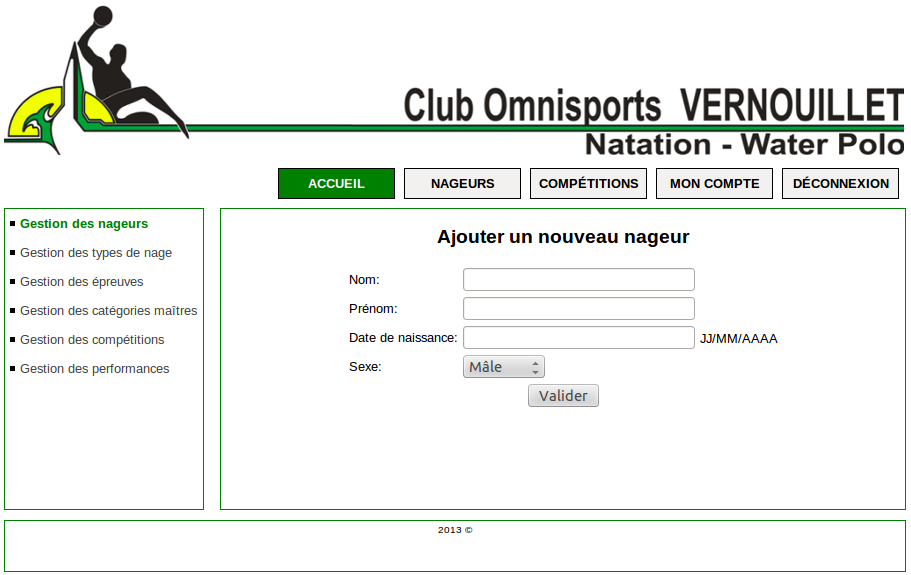 Club Omnisports VERNOUILLET
Natation - Water Polo
ACCUEIL NAGEURS COMPÉTITIONS MON COMPTE DÉCONNEXION
Gestion des nageurs
Gestion des types de nage
Gestion des épreuves
Gestion des catégories maîtres
Gestion des compétitions
Gestion des performances
Ajouter un nouveau nageur
Nom:
Prénom:
Date de naissance: JJ/MM/AAAA
Sexe: Mâle
Valider
2013 ©